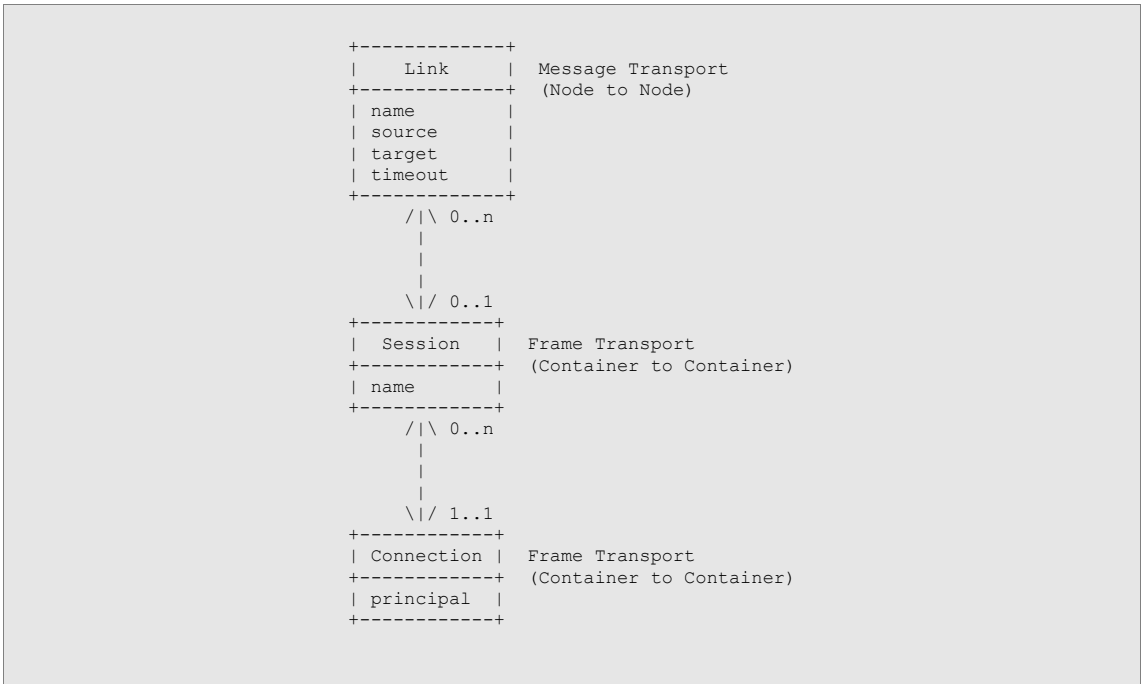 +-------------+
|    Link     |  Message Transport
+-------------+  (Node to Node)
| name        |
| source      |
| target      |
| timeout     |
+-------------+
     /|\ 0..n
      |
      |
      |
     \|/ 0..1
+------------+
|  Session   |  Frame Transport
+------------+  (Container to Container)
| name       |
+------------+
     /|\ 0..n
      |
      |
      |
     \|/ 1..1
+------------+
| Connection |  Frame Transport
+------------+  (Container to Container)
| principal  |
+------------+